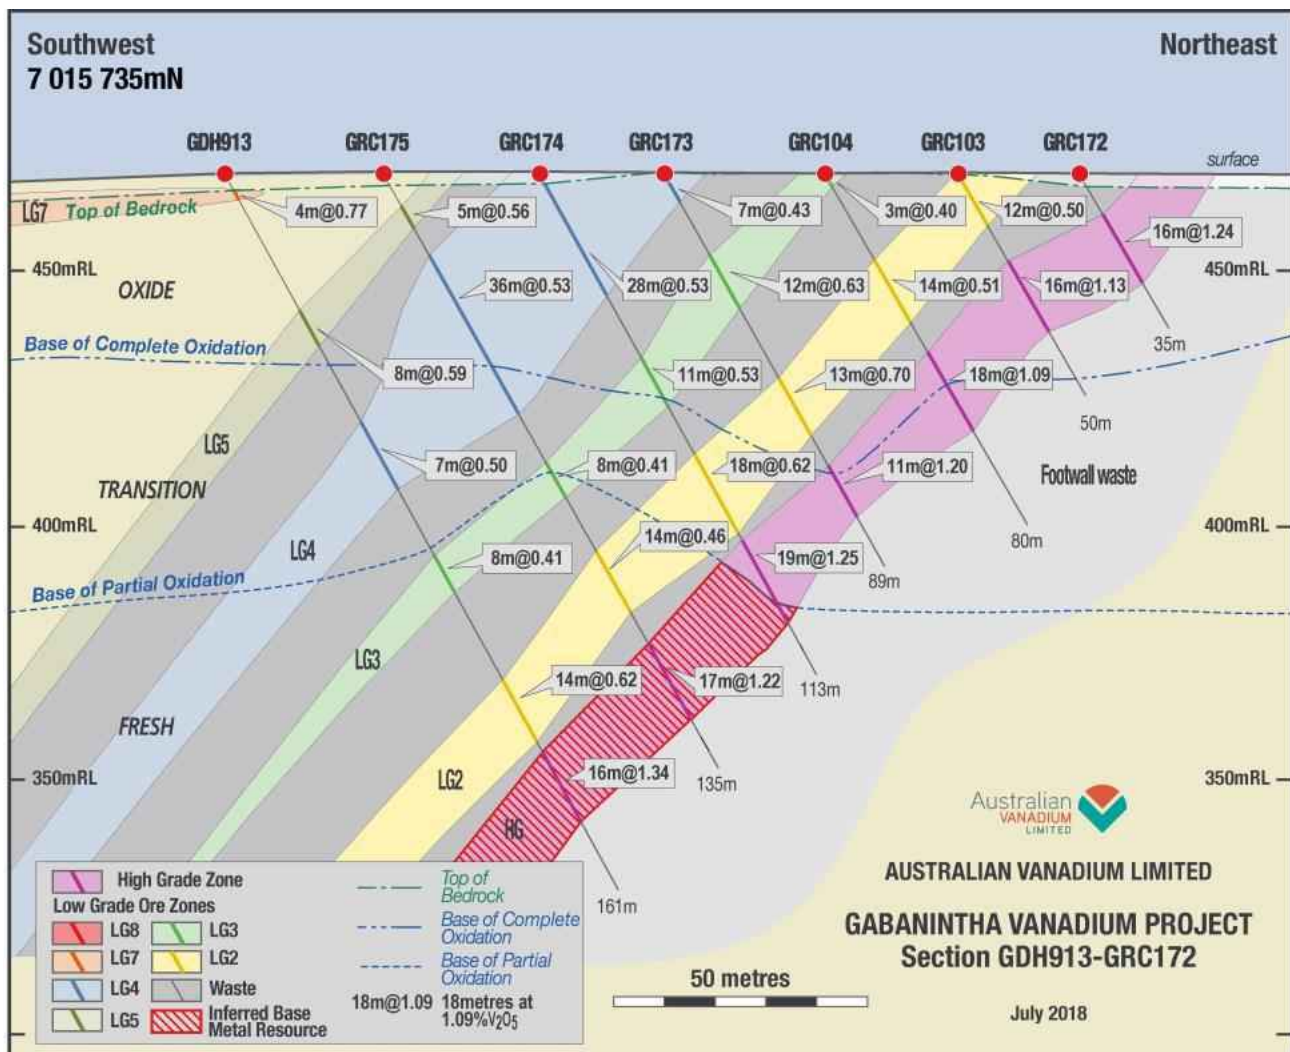 Southwest
7 015 735mN
Northeast
GDH913
GRC175
GRC174
GRC173
GRC104
GRC103
GRC172
surface
LG7
Top of Bedrock
4m@0.77
5m@0.56
7m@0.43
3m@0.40
12m@0.50
16m@1.24
450mRL
OXIDE
36m@0.53
28m@0.53
12m@0.63
14m@0.51
16m@1.13
450mRL
35m
Base of Complete Oxidation
8m@0.59
11m@0.53
13m@0.70
18m@1.09
50m
LG5
7m@0.50
8m@0.41
18m@0.62
11m@1.20
Footwall waste
TRANSITION
400mRL
400mRL
LG4
14m@0.46
80m
8m@0.41
19m@1.25
89m
Base of Partial Oxidation
LG3
14m@0.62
17m@1.22
113m
FRESH
350mRL
LG2
16m@1.34
135m
350mRL
HG
161m
Australian
VANADIUM
LIMITED
AUSTRALIAN VANADIUM LIMITED
GABANINTHA VANADIUM PROJECT
Section GDH913-GRC172
July 2018
50 metres
High Grade Zone
Low Grade Ore Zones
LG8
LG3
LG7
LG2
LG4
Waste
LG5
Inferred Base
Metal Resource
Top of
Bedrock
Base of Complete
Oxidation
Base of Partial
Oxidation
18m@1.09
18metres at
1.09%V₂O₅